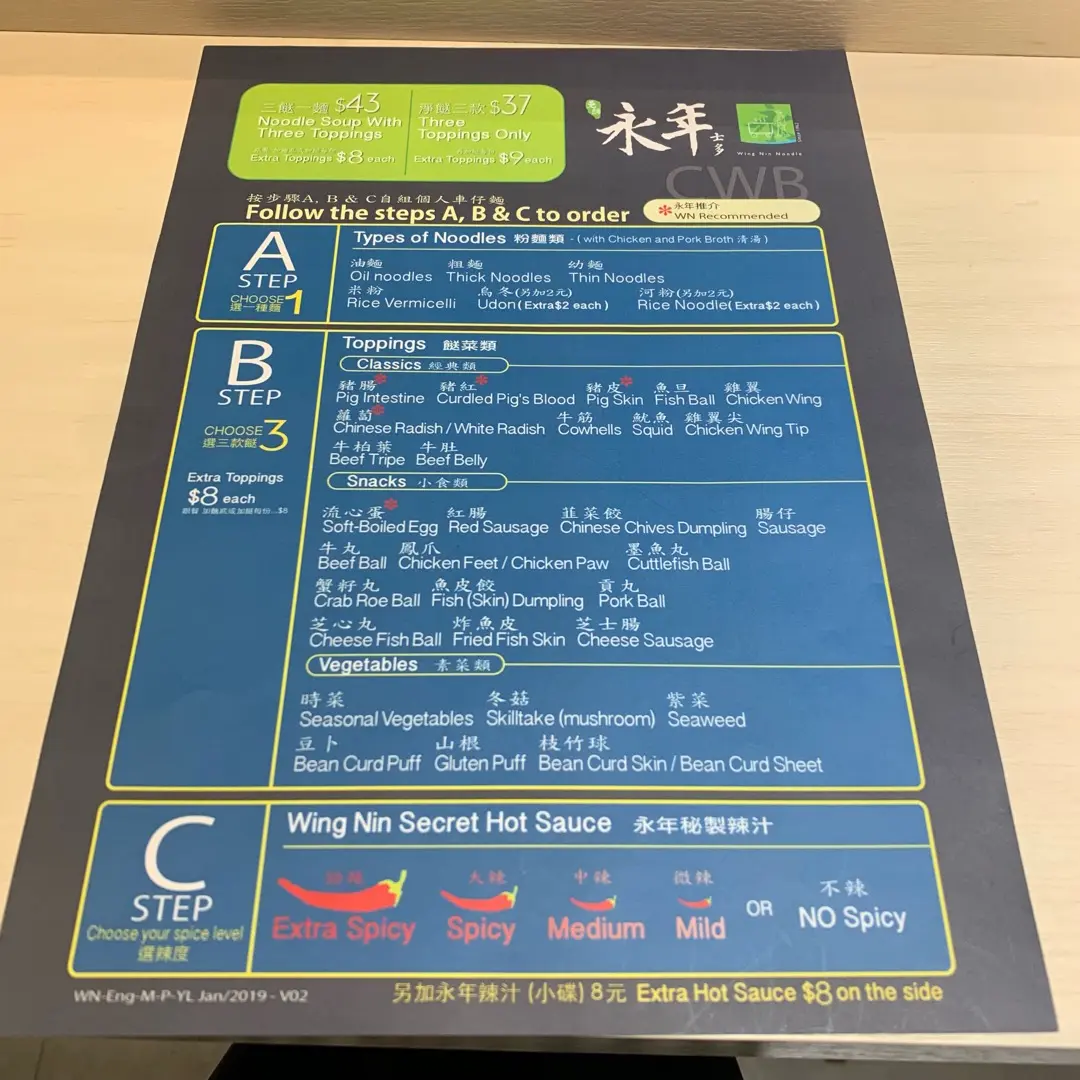 三餸一麵 $43
Noodle Soup With
Three Toppings
Extra Toppings $8 each
淨餸三款 $37
Three
Toppings Only
Extra Toppings $9 each
永年
士多
Wing Nin Noodle
CWB
按步驟A, B & C自組個人車仔麵
Follow the steps A, B & C to order
*永年推介
WN Recommended
A
STEP
CHOOSE 1
選一種麵
Types of Noodles 粉麵類 - ( with Chicken and Pork Broth 清湯 )
油麵 粗麵 幼麵
Oil noodles Thick Noodles Thin Noodles
米粉 烏冬(另加2元) 河粉(另加2元)
Rice Vermicelli Udon( Extra$2 each ) Rice Noodle( Extra$2 each )
B
STEP
CHOOSE 3
選三款餸
Extra Toppings
$8 each
Toppings 餸菜類
Classics 經典類
豬腸* 豬紅* 豬皮* 魚旦 雞翼
Pig Intestine Curdled Pig's Blood Pig Skin Fish Ball Chicken Wing
蘿蔔* 牛筋 魷魚 雞翼尖
Chinese Radish / White Radish Cowhells Squid Chicken Wing Tip
牛柏葉 牛肚
Beef Tripe Beef Belly
Snacks 小食類
流心蛋* 紅腸 韮菜餃 腸仔
Soft-Boiled Egg Red Sausage Chinese Chives Dumpling Sausage
牛丸 鳳爪 墨魚丸
Beef Ball Chicken Feet / Chicken Paw Cuttlefish Ball
蟹籽丸 魚皮餃 貢丸
Crab Roe Ball Fish (Skin) Dumpling Pork Ball
芝心丸 炸魚皮 芝士腸
Cheese Fish Ball Fried Fish Skin Cheese Sausage
Vegetables 素菜類
時菜 冬菇 紫菜
Seasonal Vegetables Skilltake (mushroom) Seaweed
豆卜 山根 枝竹球
Bean Curd Puff Gluten Puff Bean Curd Skin / Bean Curd Sheet
C
STEP
Choose your spice level
選辣度
Wing Nin Secret Hot Sauce 永年秘製辣汁
大辣 中辣 微辣 不辣
Extra Spicy Spicy Medium Mild OR NO Spicy
WN-Eng-M-P-YL Jan/2019 - V02
另加永年辣汁 (小碟) 8元 Extra Hot Sauce $8 on the side